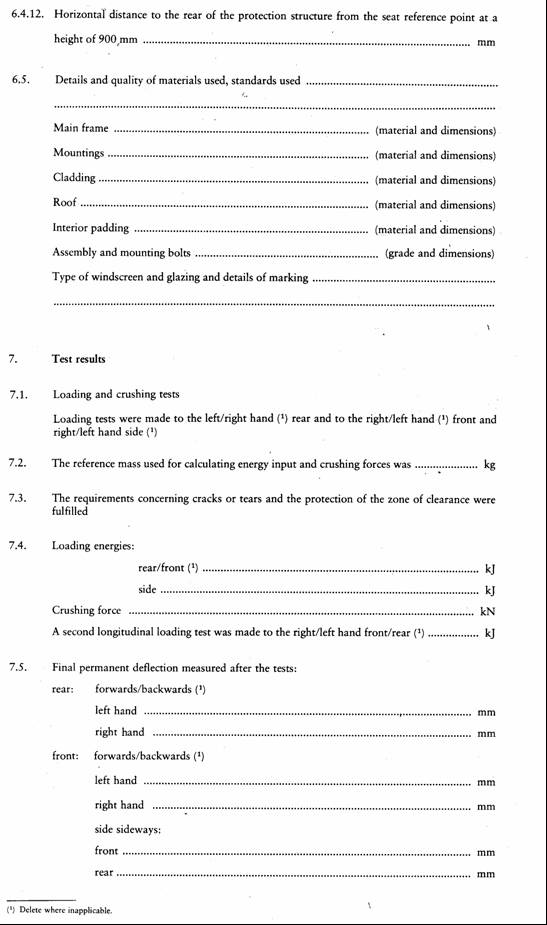 6.4.12. Horizontal distance to the rear of the protection structure from the seat reference point at a
height of 900 mm ........................................ mm
6.5. Details and quality of materials used, standards used ........................................
........................................
Main frame ........................................ (material and dimensions)
Mountings ........................................ (material and dimensions)
Cladding ........................................ (material and dimensions)
Roof ........................................ (material and dimensions)
Interior padding ........................................ (material and dimensions)
Assembly and mounting bolts ........................................ (grade and dimensions)
Type of windscreen and glazing and details of marking ........................................
........................................
7. Test results
7.1. Loading and crushing tests
Loading tests were made to the left/right hand (¹) rear and to the right/left hand (¹) front and
right/left hand side (¹)
7.2. The reference mass used for calculating energy input and crushing forces was .................... kg
7.3. The requirements concerning cracks or tears and the protection of the zone of clearance were
fulfilled
7.4. Loading energies:
rear/front (¹) ........................................ kJ
side ........................................ kJ
Crushing force ........................................ kN
A second longitudinal loading test was made to the right/left hand front/rear (¹) ................. kJ
7.5. Final permanent deflection measured after the tests:
rear: forwards/backwards (¹)
left hand ........................................ mm
right hand ........................................ mm
front: forwards/backwards (¹)
left hand ........................................ mm
right hand ........................................ mm
side sideways:
front ........................................ mm
rear ........................................ mm
(¹) Delete where inapplicable.